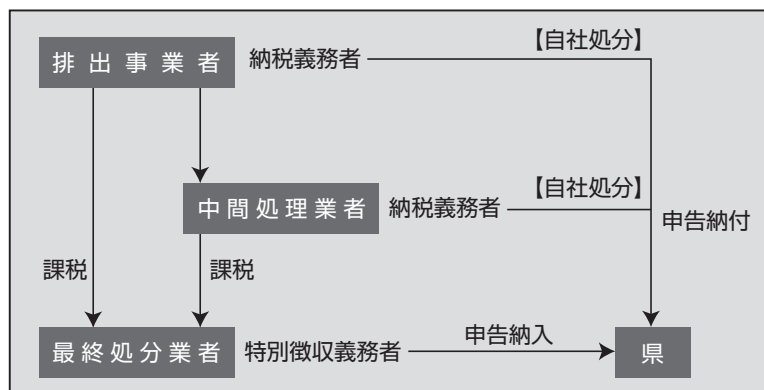 排出事業者 納税義務者 【自社処分】
中間処理業者 納税義務者 【自社処分】
申告納付
課税 課税
最終処分業者 特別徴収義務者 申告納入 県